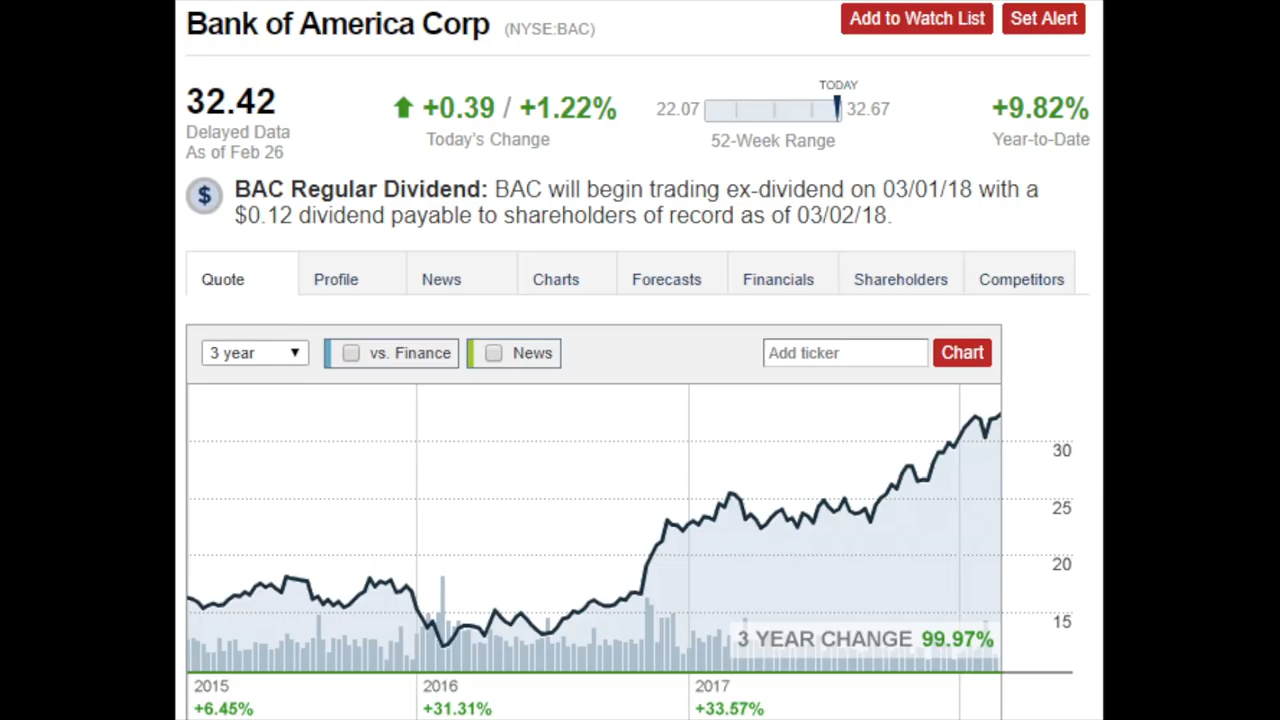 Bank of America Corp (NYSE:BAC)
Add to Watch List
Set Alert
32.42
Delayed Data
As of Feb 26
+0.39 / +1.22%
Today's Change
TODAY
22.07
32.67
52-Week Range
+9.82%
Year-to-Date
$
BAC Regular Dividend: BAC will begin trading ex-dividend on 03/01/18 with a
$0.12 dividend payable to shareholders of record as of 03/02/18.
Quote
Profile
News
Charts
Forecasts
Financials
Shareholders
Competitors
3 year
vs. Finance
News
Add ticker
Chart
30
25
20
15
3 YEAR CHANGE 99.97%
2015
2016
2017
+6.45%
+31.31%
+33.57%